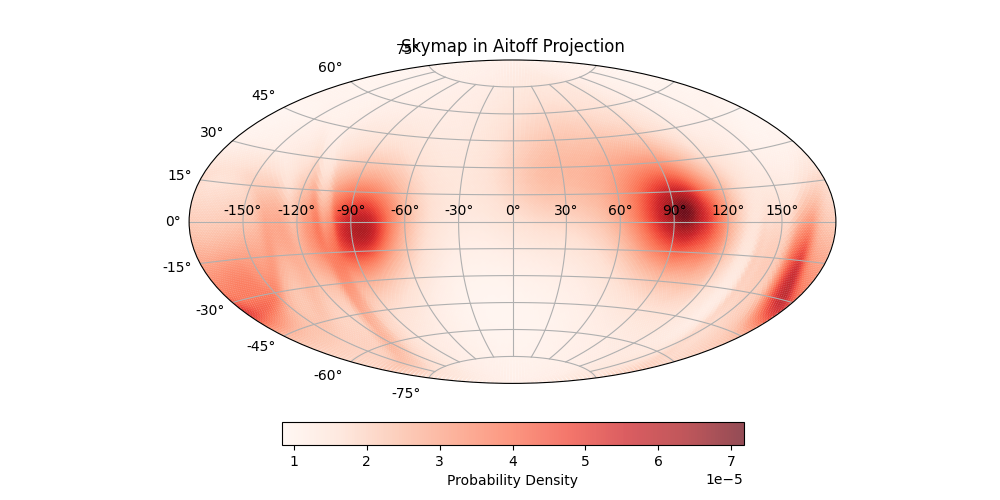 Skymap in Aitoff Projection
75°
60°
45°
30°
15°
0°
-15°
-30°
-45°
-60°
-75°
-150° -120° -90° -60° -30° 0° 30° 60° 90° 120° 150°
1 2 3 4 5 6 7
1e−5
Probability Density